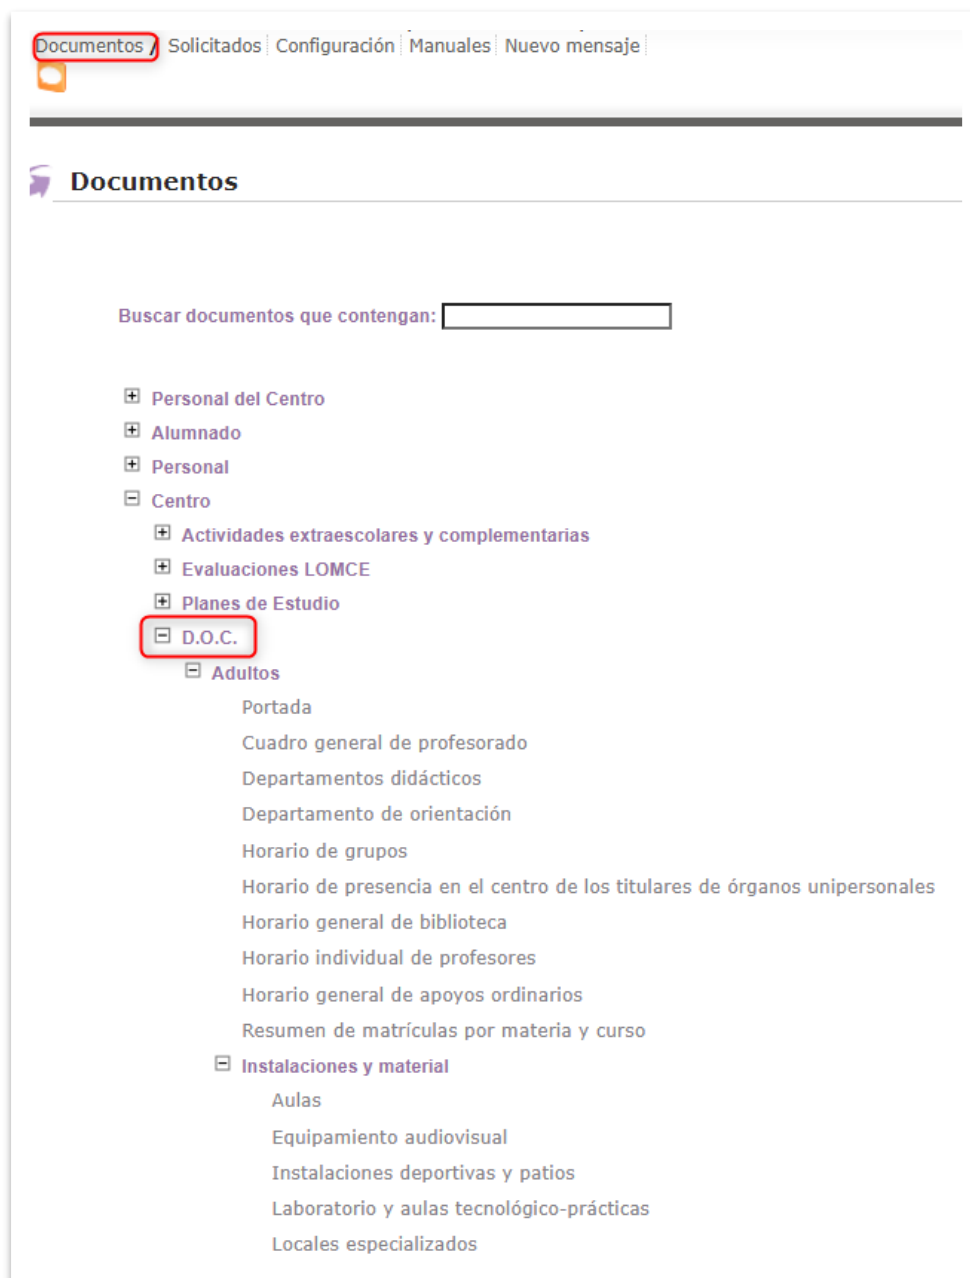 Documentos / Solicitados Configuración Manuales Nuevo mensaje
Documentos
Buscar documentos que contengan:
Personal del Centro
Alumnado
Personal
Centro
Actividades extraescolares y complementarias
Evaluaciones LOMCE
Planes de Estudio
D.O.C.
Adultos
Portada
Cuadro general de profesorado
Departamentos didácticos
Departamento de orientación
Horario de grupos
Horario de presencia en el centro de los titulares de órganos unipersonales
Horario general de biblioteca
Horario individual de profesores
Horario general de apoyos ordinarios
Resumen de matrículas por materia y curso
Instalaciones y material
Aulas
Equipamiento audiovisual
Instalaciones deportivas y patios
Laboratorio y aulas tecnológico-prácticas
Locales especializados